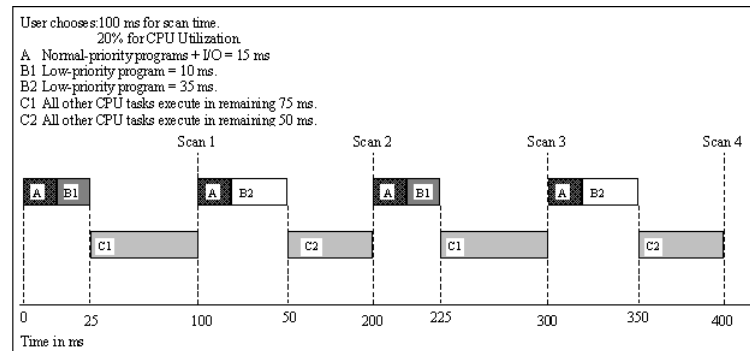 User chooses:100 ms for scan time.
20% for CPU Utilization
A Normal-priority programs + I/O = 15 ms
B1 Low-priority program = 10 ms.
B2 Low-priority program = 35 ms.
C1 All other CPU tasks execute in remaining 75 ms.
C2 All other CPU tasks execute in remaining 50 ms.
Scan 1 Scan 2 Scan 3 Scan 4
A B1 A B2 A B1 A B2
C1 C2 C1 C2
0 25 100 50 200 225 300 350 400
Time in ms